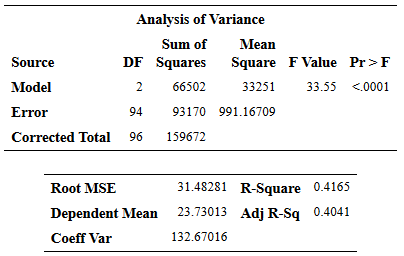 Analysis of Variance
Source DF Sum of Squares Mean Square F Value Pr > F
Model 2 66502 33251 33.55 <.0001
Error 94 93170 991.16709
Corrected Total 96 159672
Root MSE 31.48281 R-Square 0.4165
Dependent Mean 23.73013 Adj R-Sq 0.4041
Coeff Var 132.67016